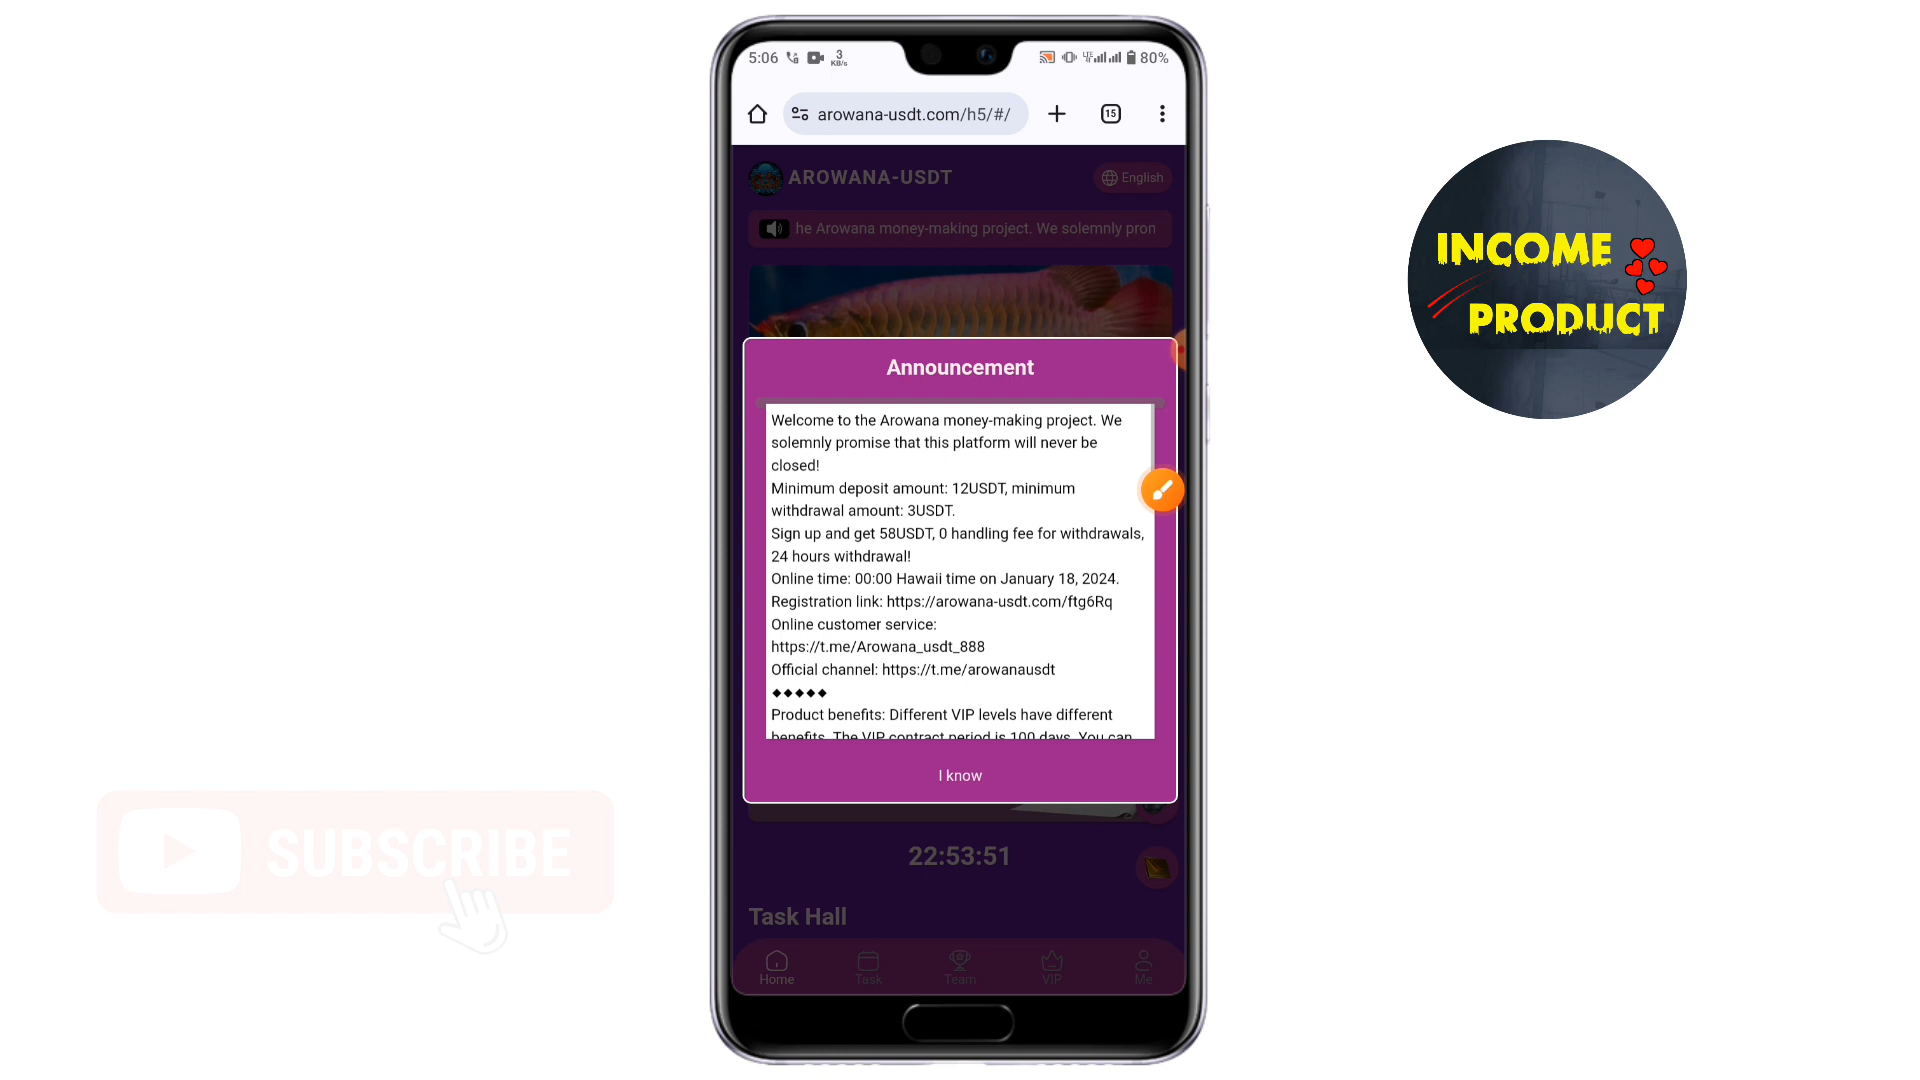 5:06
3
KB/s
80%
arowana-usdt.com/h5/#/
15
AROWANA-USDT
English
he Arowana money-making project. We solemnly pron
INCOME
PRODUCT
Announcement
Welcome to the Arowana money-making project. We
solemnly promise that this platform will never be
closed!
Minimum deposit amount: 12USDT, minimum
withdrawal amount: 3USDT.
Sign up and get 58USDT, 0 handling fee for withdrawals,
24 hours withdrawal!
Online time: 00:00 Hawaii time on January 18, 2024.
Registration link: https://arowana-usdt.com/ftg6Rq
Online customer service:
https://t.me/Arowana_usdt_888
Official channel: https://t.me/arowanausdt
◆◆◆◆◆
Product benefits: Different VIP levels have different
benefits. The VIP contract period is 100 days. You can
I know
SUBSCRIBE
22:53:51
Task Hall
Home
Task
Team
VIP
Me